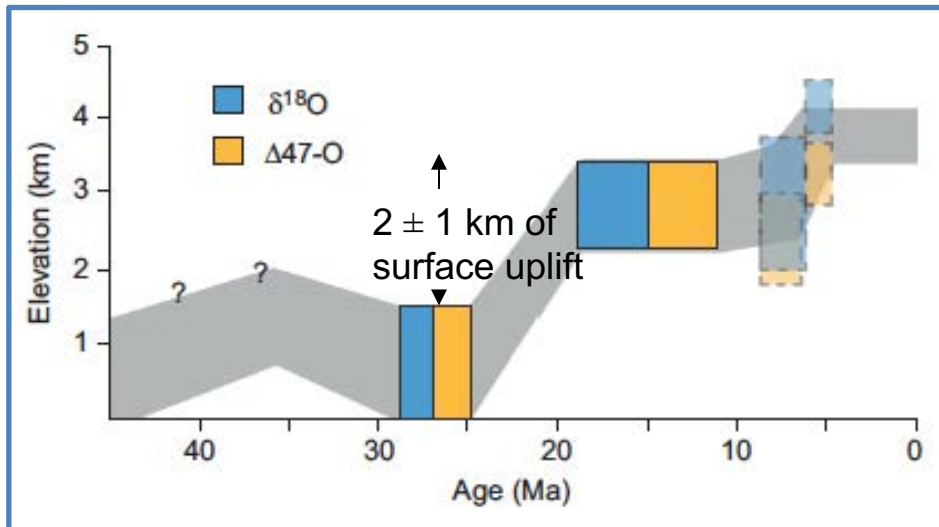 5
4
3
2
1
Elevation (km)
δ¹⁸O
Δ47-O
2 ± 1 km of
surface uplift
?
?
40
30
20
10
0
Age (Ma)